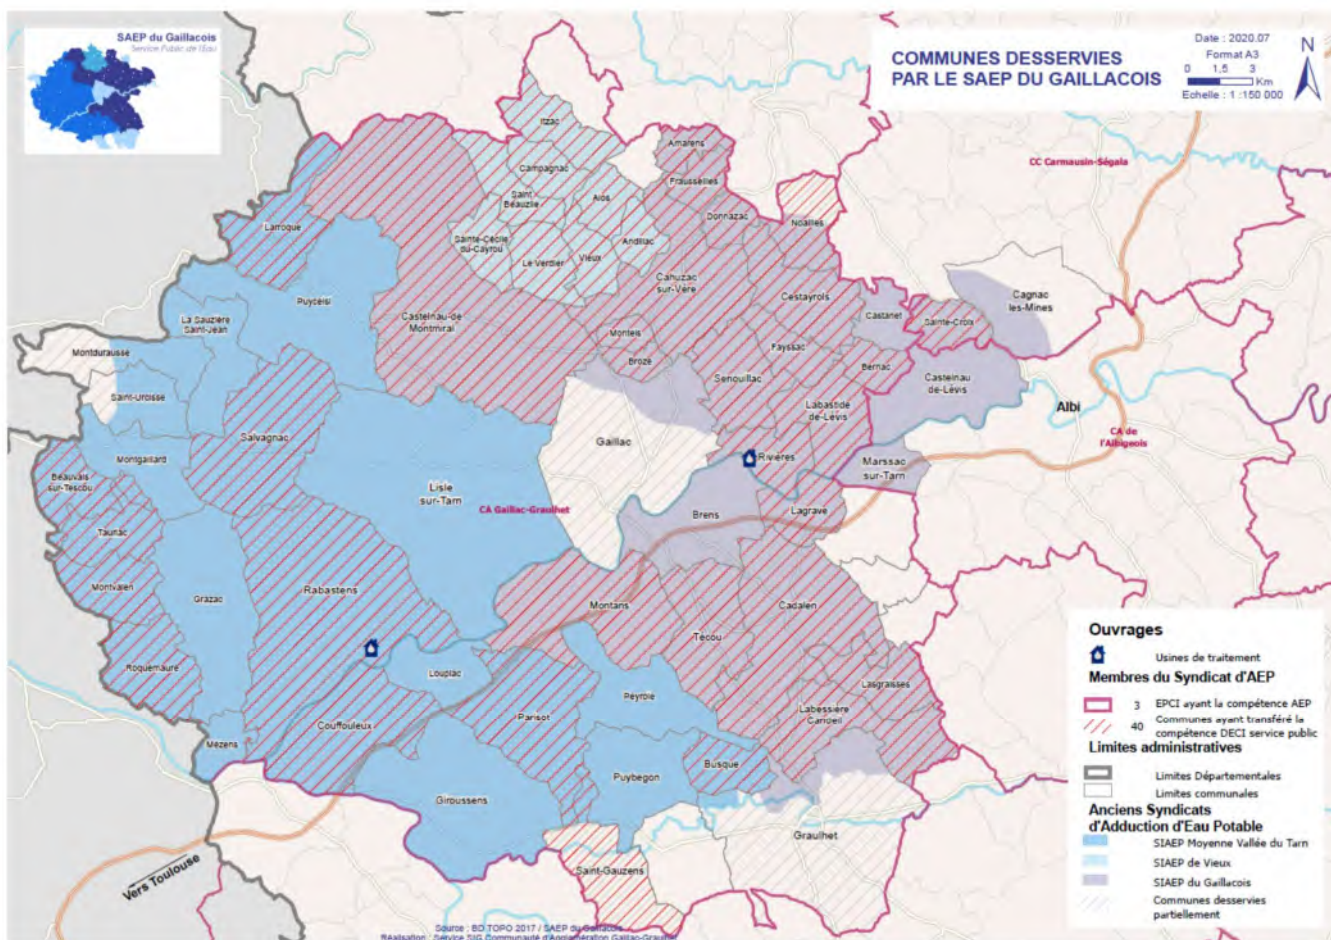 SAEP du Gaillacois
Service Public de l'Eau
COMMUNES DESSERVIES
PAR LE SAEP DU GAILLACOIS
Date : 2020.07
Format A3
0 1,5 3
Km
Echelle : 1 :150 000
N
CC Carmausin-Ségala
Itzac
Campagnac
Saint
Beauzile
Alos
Amarens
Frausseilles
Donnazac
Noailles
Larroque
Sainte-Cécile
du-Cayrou
Le Verdier
Vieux
Andillac
Cahuzac
sur-Vère
Cestayrols
Castanet
Sainte-Croix
Cagnac
les-Mines
Puycelsi
La Sauzière
Saint-Jean
Castelnau-de
Montmiral
Montels
Broze
Fayssac
Bernac
Montdurausse
Saint-Urcisse
Senouillac
Castelnau
de-Lévis
Labastide
de-Lévis
Albi
CA de
l'Albigeois
Salvagnac
Gaillac
Montgaillard
Rivières
Marssac
sur-Tarn
Beauvais
sur-Tescou
Lisle
sur-Tarn
CA Gaillac-Graulhet
Brens
Lagrave
Tauriac
Montvalen
Grazac
Rabastens
Montans
Cadalen
Técou
Roquemaure
Loupiac
Peyrole
Lasgraisses
Parisot
Labessière
Candeil
Couffouleux
Mézens
Busque
Puybegon
Giroussens
Graulhet
Saint-Gauzens
Vers Toulouse
Ouvrages
Usines de traitement
Membres du Syndicat d'AEP
3 EPCI ayant la compétence AEP
40 Communes ayant transféré la
compétence DECI service public
Limites administratives
Limites Départementales
Limites communales
Anciens Syndicats
d'Adduction d'Eau Potable
SIAEP Moyenne Vallée du Tarn
SIAEP de Vieux
SIAEP du Gaillacois
Communes desservies
partiellement
Source : BD TOPO 2017 / SAEP du Gaillacois
Réalisation : Service SIG Communauté d'Agglomération Gaillac-Graulhet